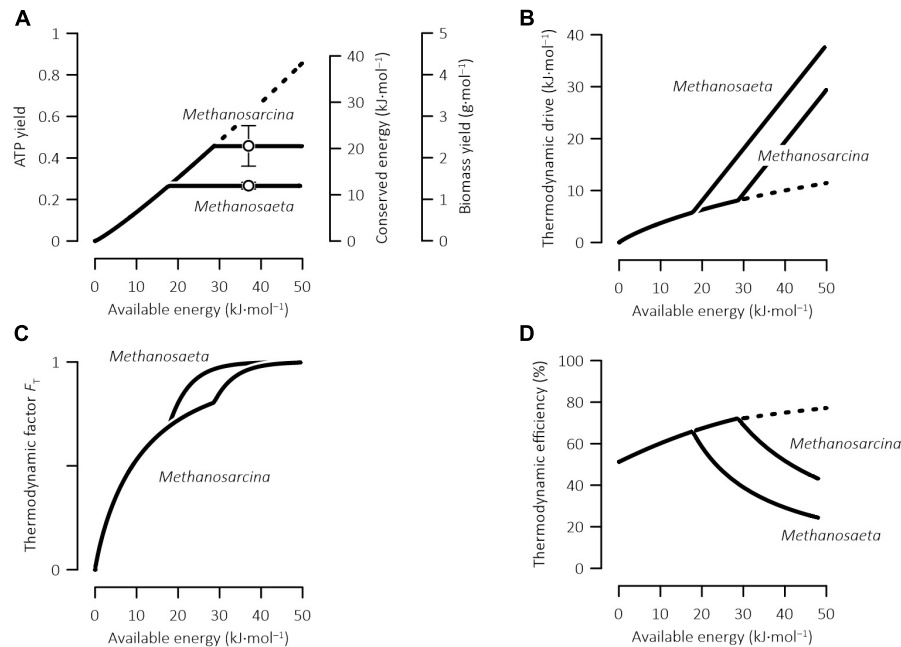 A
1
0.8
0.6
0.4
0.2
0
ATP yield
Methanosarcina
Methanosaeta
40
30
20
10
0
Conserved energy (kJ·mol⁻¹)
5
4
3
2
1
0
Biomass yield (g·mol⁻¹)
0 10 20 30 40 50
Available energy (kJ·mol⁻¹)
B
40
30
20
10
0
Thermodynamic drive (kJ·mol⁻¹)
Methanosaeta
Methanosarcina
0 10 20 30 40 50
Available energy (kJ·mol⁻¹)
C
1
0
Thermodynamic factor F_T
Methanosaeta
Methanosarcina
0 10 20 30 40 50
Available energy (kJ·mol⁻¹)
D
100
80
60
40
20
0
Thermodynamic efficiency (%)
Methanosarcina
Methanosaeta
0 10 20 30 40 50
Available energy (kJ·mol⁻¹)